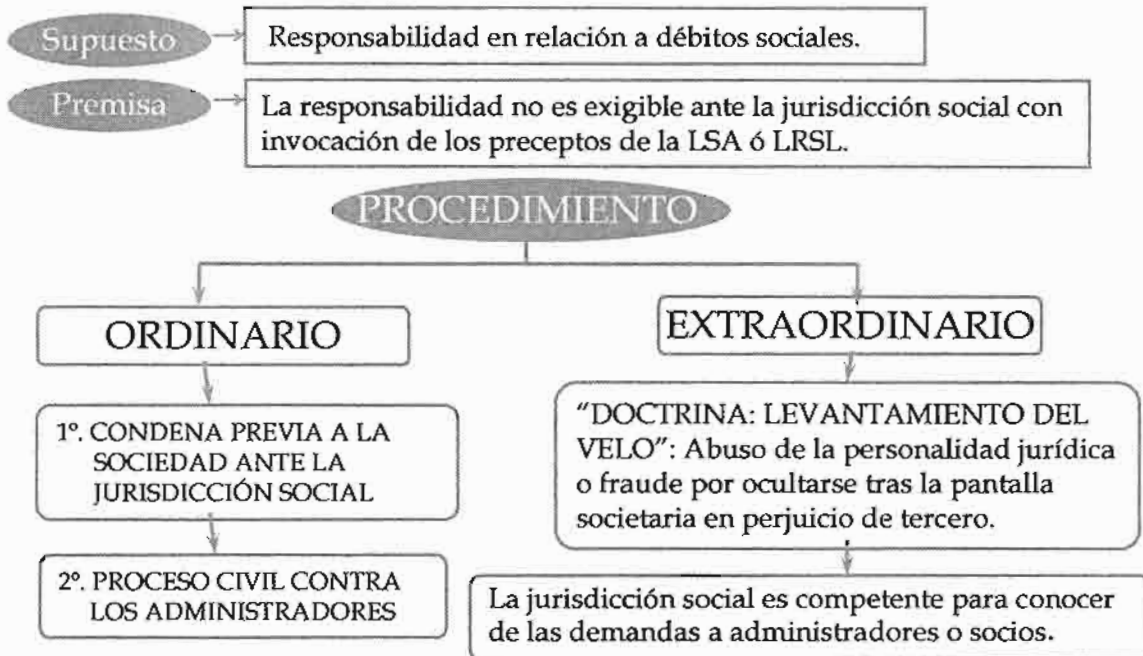 Supuesto
Responsabilidad en relación a débitos sociales.
Premisa
La responsabilidad no es exigible ante la jurisdicción social con
invocación de los preceptos de la LSA ó LRSL.
PROCEDIMIENTO
ORDINARIO
1º. CONDENA PREVIA A LA
SOCIEDAD ANTE LA
JURISDICCIÓN SOCIAL
2º. PROCESO CIVIL CONTRA
LOS ADMINISTRADORES
EXTRAORDINARIO
"DOCTRINA: LEVANTAMIENTO DEL
VELO": Abuso de la personalidad jurídica
o fraude por ocultarse tras la pantalla
societaria en perjuicio de tercero.
La jurisdicción social es competente para conocer
de las demandas a administradores o socios.